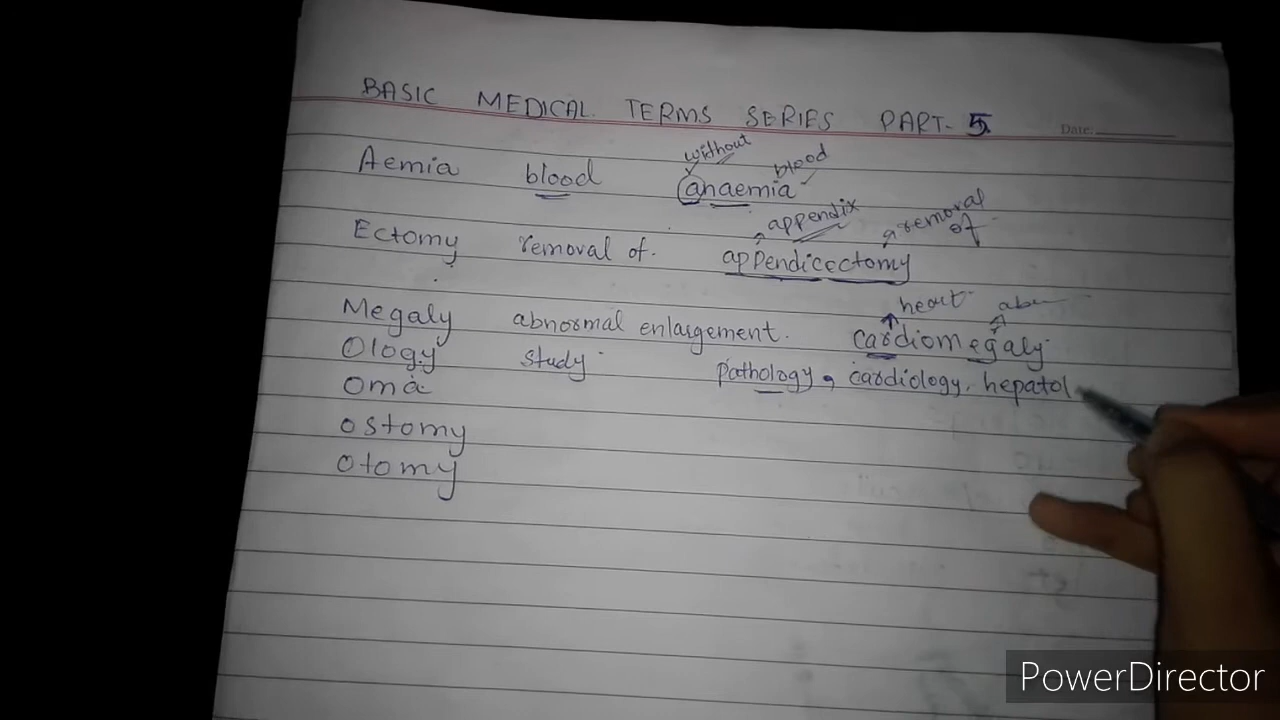 BASIC MEDICAL TERMS SERIES PART-5
Date:
without
blood
Aemia blood anaemia
appendix
removal of
Ectomy removal of. appendicectomy
heart
abn
Megaly abnormal enlargement. cardiomegaly
Ology study pathology, cardiology, hepatol
Oma
ostomy
Otomy
PowerDirector